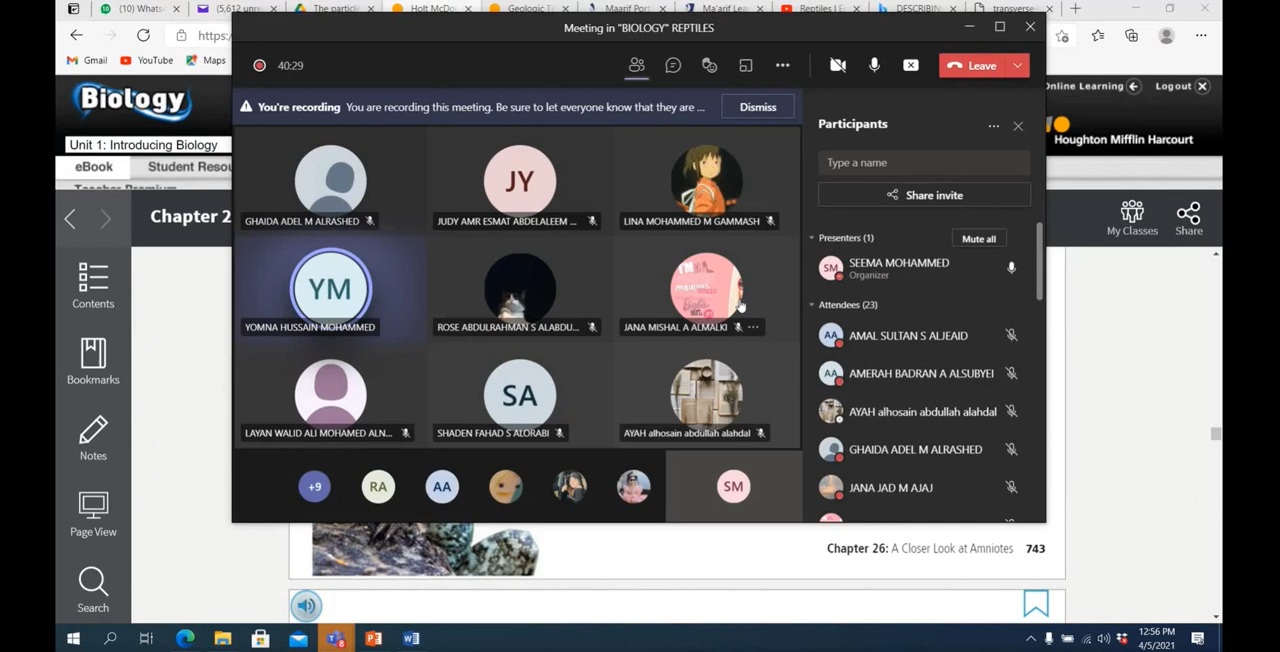 (10) Whats
(5,612 unre
The particle
Holt McDo
Geologic T
Maarif Port
Ma'arif Lea
Reptiles | E
DESCRIBIN
transverse
https:
Meeting in "BIOLOGY" REPTILES
Gmail
YouTube
Maps
40:29
Leave
Biology
Online Learning
Logout
You're recording You are recording this meeting. Be sure to let everyone know that they are ...
Dismiss
Participants
Houghton Mifflin Harcourt
Unit 1: Introducing Biology
eBook
Student Resou
Teacher Premium
Type a name
Share invite
Chapter 2
My Classes
Share
JY
GHAIDA ADEL M ALRASHED
JUDY AMR ESMAT ABDELALEEM ...
LINA MOHAMMED M GAMMASH
Presenters (1)
Mute all
SM
SEEMA MOHAMMED
Organizer
Contents
YM
YOMNA HUSSAIN MOHAMMED
ROSE ABDULRAHMAN S ALABDU...
JANA MISHAL A ALMALKI
Attendees (23)
AA
AMAL SULTAN S ALJEAID
Bookmarks
AA
AMERAH BADRAN A ALSUBYEI
SA
LAYAN WALID ALI MOHAMED ALN...
SHADEN FAHAD S ALORABI
AYAH alhosain abdullah alahdal
AYAH alhosain abdullah alahdal
Notes
GHAIDA ADEL M ALRASHED
+9
RA
AA
SM
JANA JAD M AJAJ
Page View
Chapter 26: A Closer Look at Amniotes 743
Search
12:56 PM
4/5/2021